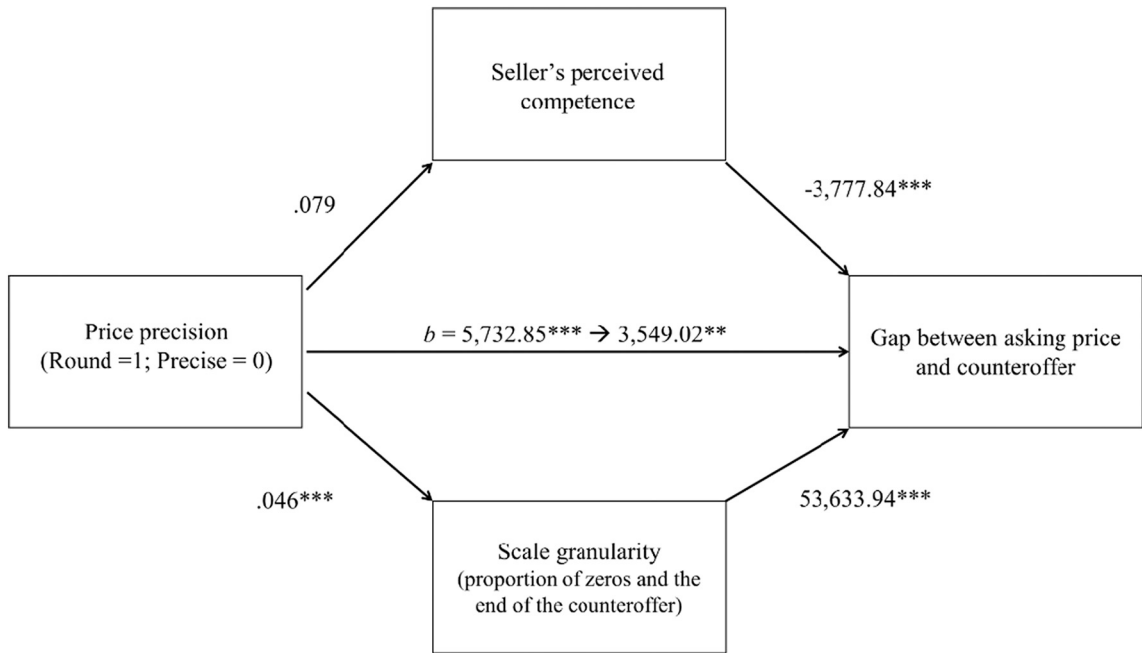 Seller's perceived
competence
.079
-3,777.84***
Price precision
(Round =1; Precise = 0)
b = 5,732.85*** → 3,549.02**
Gap between asking price
and counteroffer
.046***
53,633.94***
Scale granularity
(proportion of zeros and the
end of the counteroffer)